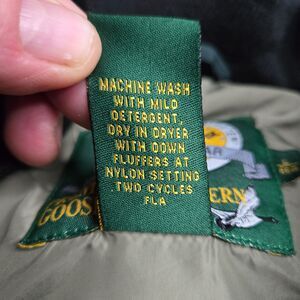 MACHINE WASH
WITH MILD
DETERGENT,
DRY IN DRYER
WITH DOWN
FLUFFERS AT
NYLON SETTING
TWO CYCLES
FLA
GOOS
ERN